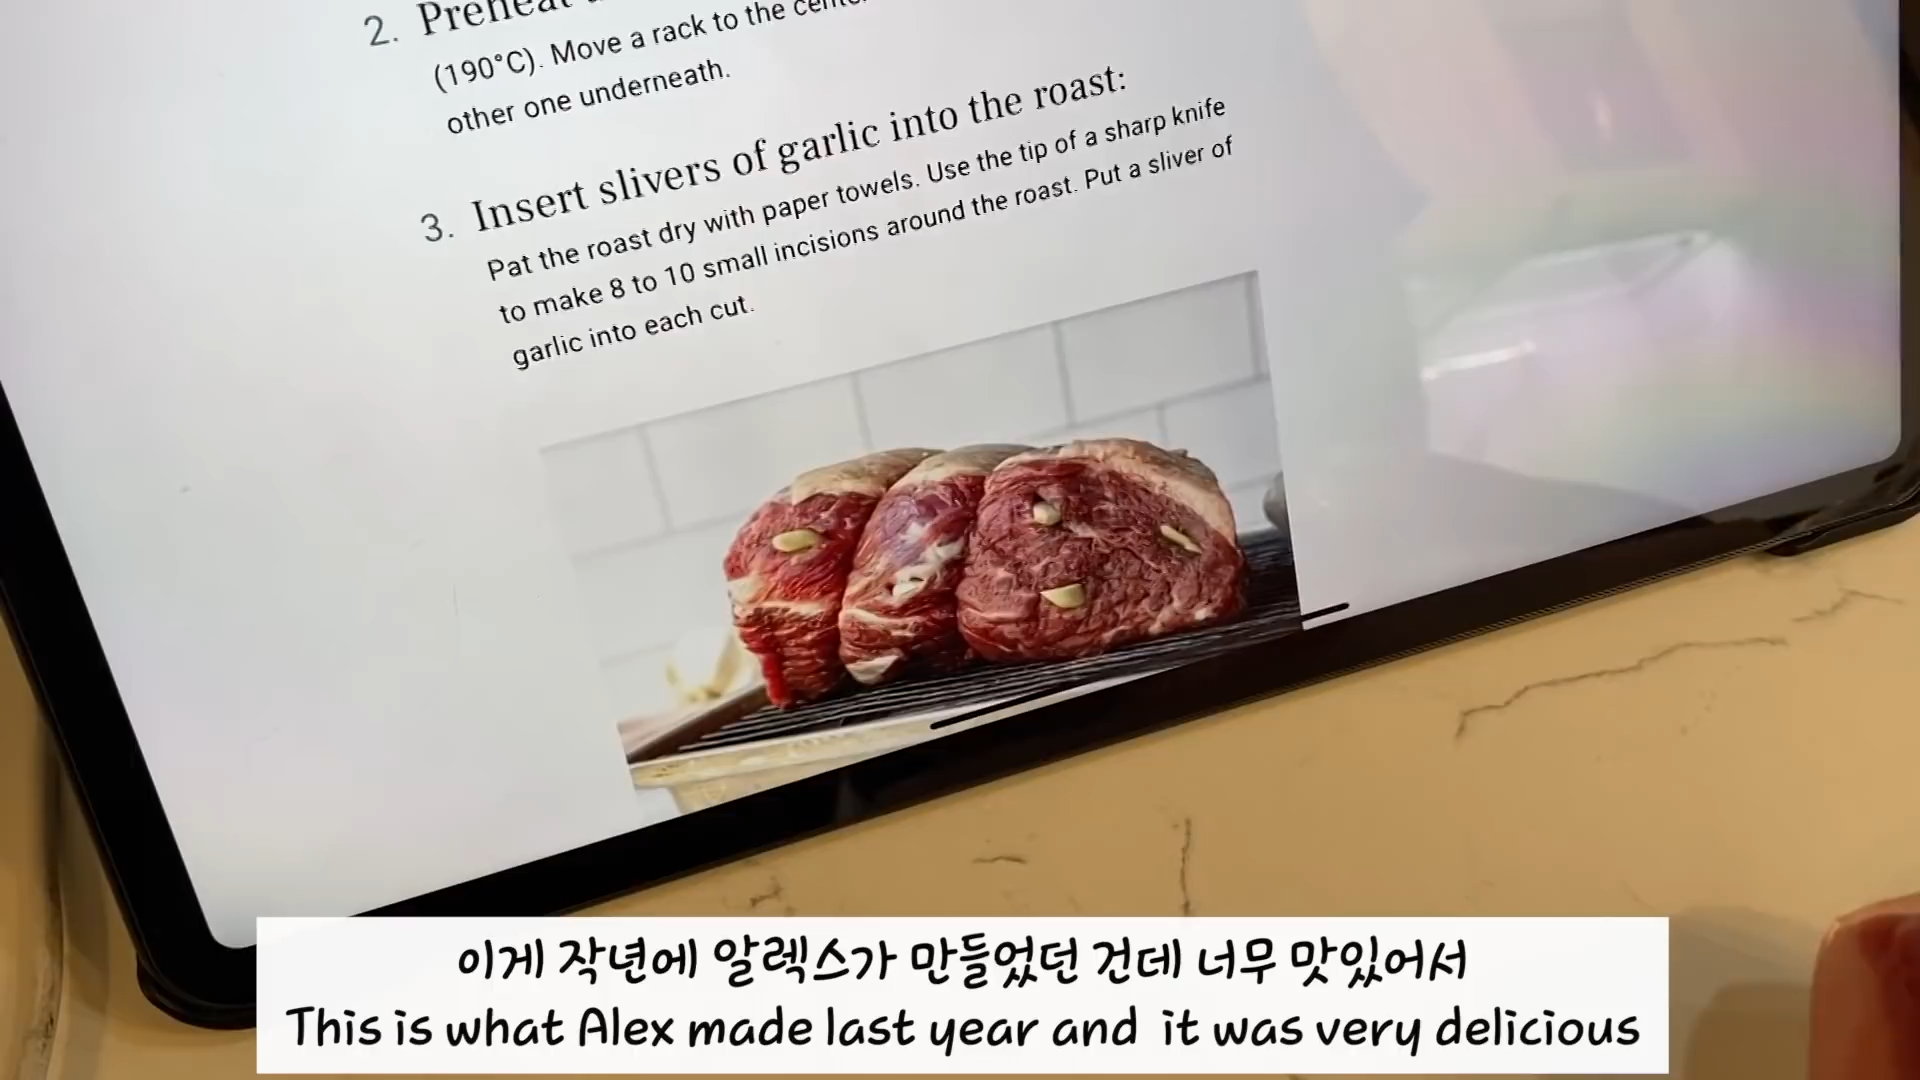 2.
(190°C). Move a rack to the
other one underneath.
3. Insert slivers of garlic into the roast:
Pat the roast dry with paper towels. Use the tip of a sharp knife
to make 8 to 10 small incisions around the roast. Put a sliver of
garlic into each cut.
이게 작년에 알렉스가 만들었던 건데 너무 맛있어서
This is what Alex made last year and it was very delicious